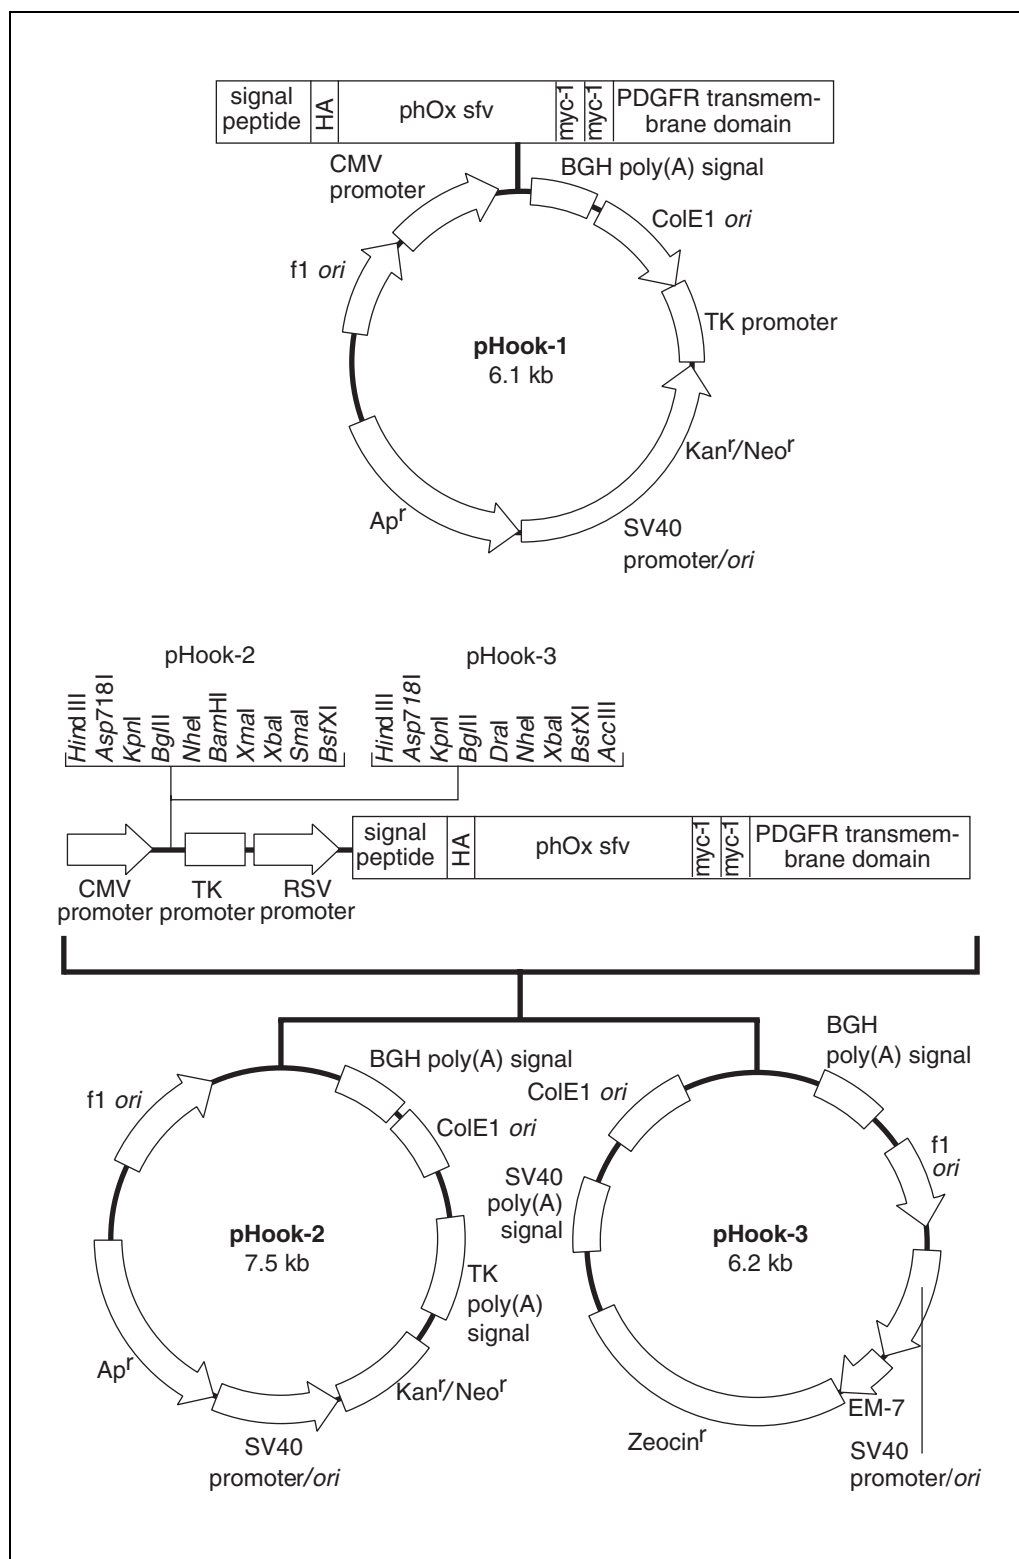 signal
peptide
HA
phOx sfv
myc-1
myc-1
PDGFR transmem-
brane domain
CMV
promoter
BGH poly(A) signal
ColE1 ori
f1 ori
TK promoter
pHook-1
6.1 kb
Kanr/Neor
Apr
SV40
promoter/ori
pHook-2
pHook-3
Hind III
Asp718I
KpnI
BglII
NheI
BamHI
XmaI
XbaI
SmaI
BsfXI
Hind III
Asp718I
KpnI
BglII
DraI
NheI
XbaI
BstXI
AccIII
signal
peptide
HA
phOx sfv
myc-1
myc-1
PDGFR transmem-
brane domain
CMV
promoter
TK
promoter
RSV
promoter
BGH poly(A) signal
f1 ori
ColE1 ori
pHook-2
7.5 kb
TK
poly(A)
signal
Apr
Kanr/Neor
SV40
promoter/ori
BGH
poly(A) signal
ColE1 ori
f1
ori
SV40
poly(A)
signal
pHook-3
6.2 kb
EM-7
Zeocinr
SV40
promoter/ori